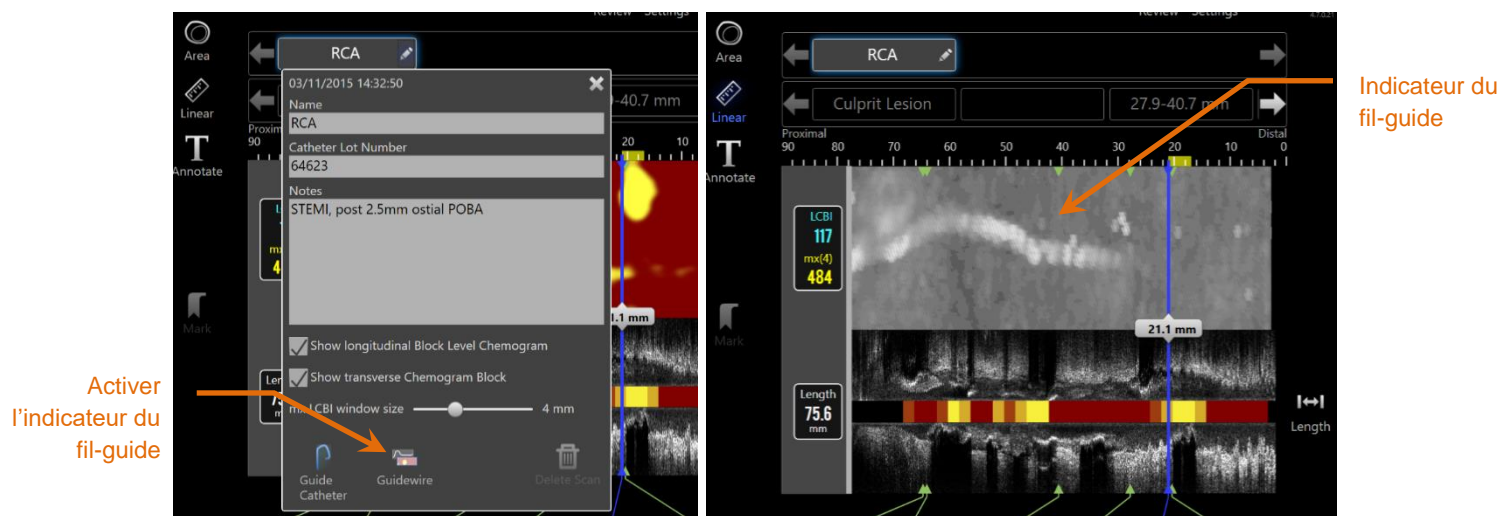 Review Settings
Area
RCA
03/11/2015 14:32:50
Name
RCA
Linear
-40.7 mm
Catheter Lot Number
64623
Proxim
90
20
10
Annotate
Notes
STEMI, post 2.5mm ostial POBA
Mark
1.1 mm
Show longitudinal Block Level Chemogram
Show transverse Chemogram Block
LCBI window size
4 mm
Guide
Catheter
Guidewire
Delete Scan
Activer
l'indicateur du
fil-guide
Review Settings
4.7.0.21
Area
RCA
Linear
Culprit Lesion
27.9-40.7 mm
Proximal
Distal
90 80 70 60 50 40 30 20 10 0
Annotate
LCBI
117
mx(4)
484
Mark
21.1 mm
Length
75.6
mm
Length
Indicateur du
fil-guide